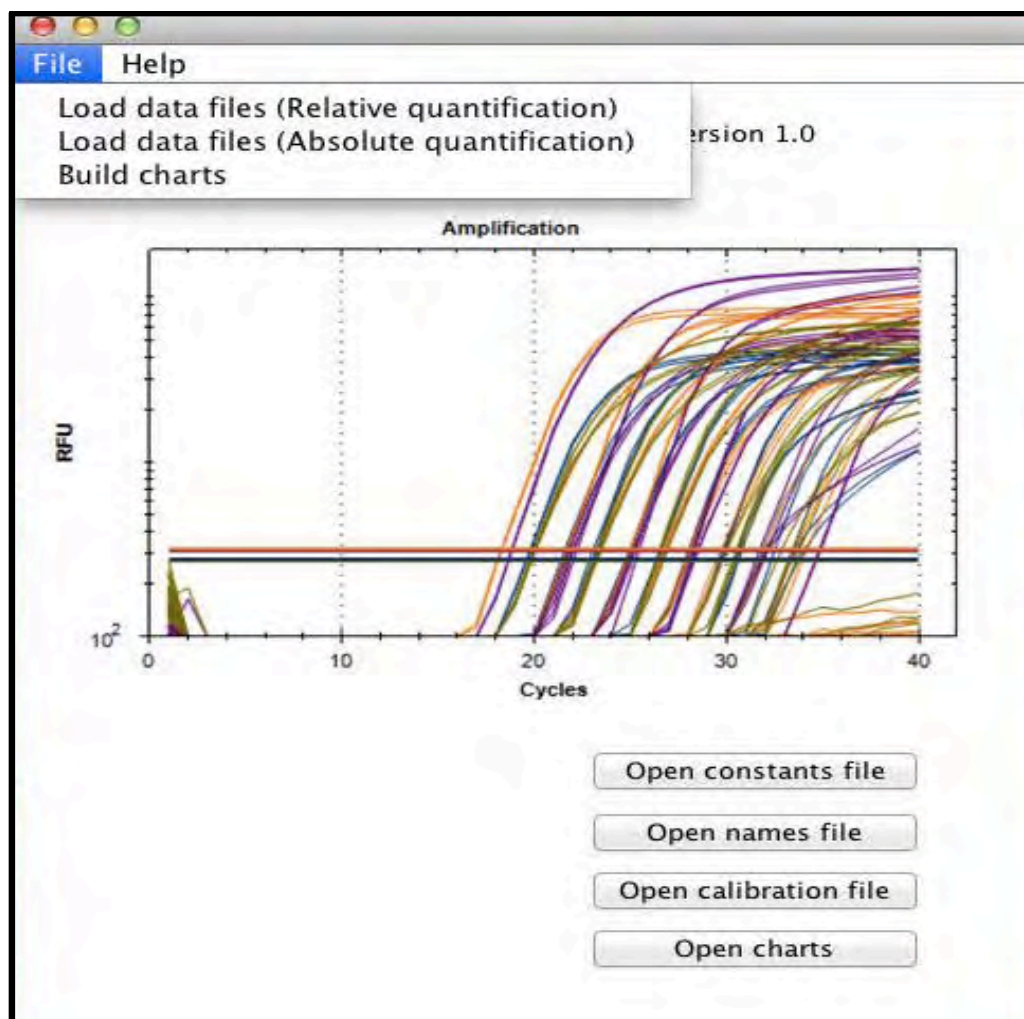 File Help
Load data files (Relative quantification)
Load data files (Absolute quantification)
ersion 1.0
Build charts
Amplification
RFU
10²
0 10 20 30 40
Cycles
Open constants file
Open names file
Open calibration file
Open charts